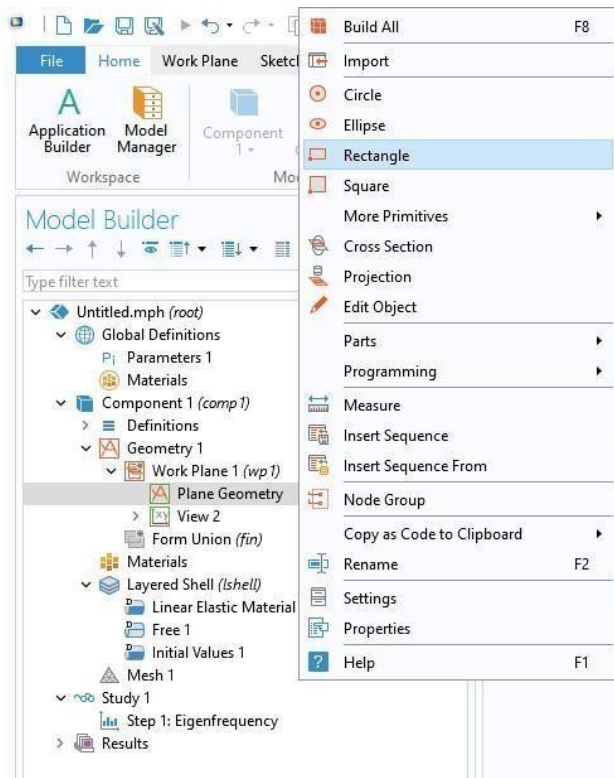 File
Home
Work Plane
Application
Builder
Model
Manager
Component
1
Workspace
Model Builder
Type filter text
Untitled.mph (root)
Global Definitions
Pi Parameters 1
Materials
Component 1 (comp1)
Definitions
Geometry 1
Work Plane 1 (wp1)
Plane Geometry
View 2
Form Union (fin)
Materials
Layered Shell (lshell)
Linear Elastic Material
Free 1
Initial Values 1
Mesh 1
Study 1
Step 1: Eigenfrequency
Results
Build All F8
Import
Circle
Ellipse
Rectangle
Square
More Primitives
Cross Section
Projection
Edit Object
Parts
Programming
Measure
Insert Sequence
Insert Sequence From
Node Group
Copy as Code to Clipboard
Rename F2
Settings
Properties
Help F1